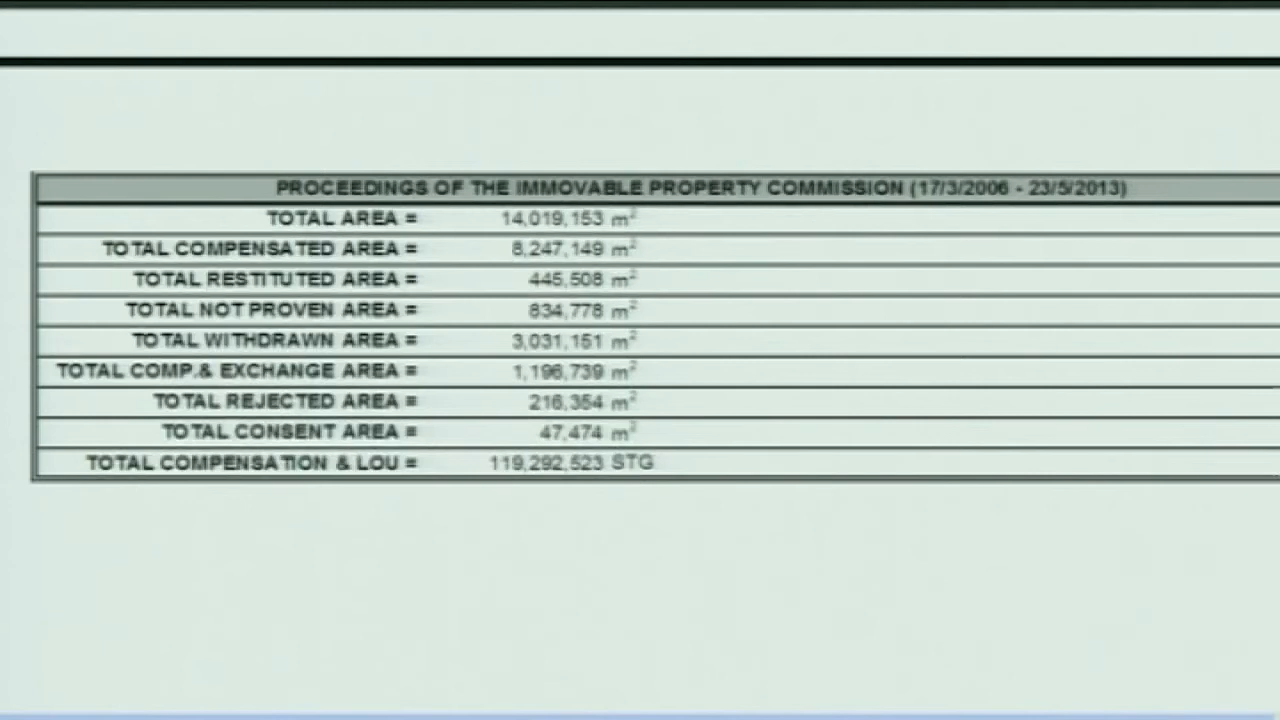 PROCEEDINGS OF THE IMMOVABLE PROPERTY COMMISSION (17/3/2006 - 23/5/2013)
TOTAL AREA = 14,019,153 m²
TOTAL COMPENSATED AREA = 8,247,149 m²
TOTAL RESTITUTED AREA = 445,508 m²
TOTAL NOT PROVEN AREA = 834,778 m²
TOTAL WITHDRAWN AREA = 3,031,151 m²
TOTAL COMP.& EXCHANGE AREA = 1,196,739 m²
TOTAL REJECTED AREA = 216,354 m²
TOTAL CONSENT AREA = 47,474 m²
TOTAL COMPENSATION & LOU = 119,292,523 STG